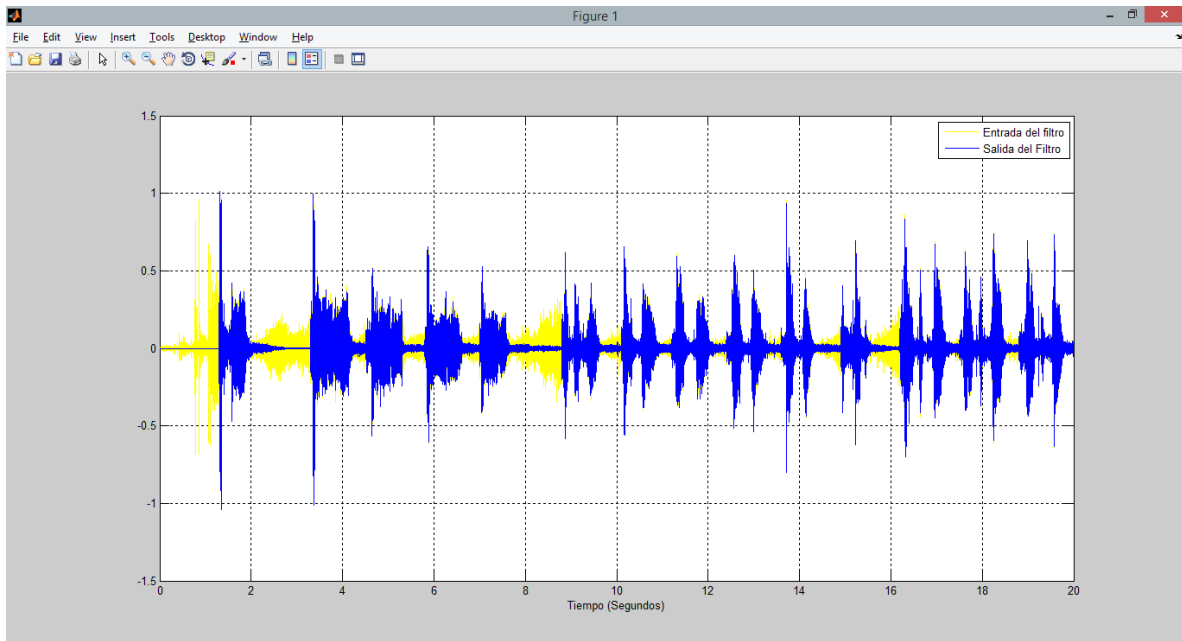 Figure 1
File Edit View Insert Tools Desktop Window Help
1.5
1
0.5
0
-0.5
-1
-1.5
Entrada del filtro
Salida del Filtro
0 2 4 6 8 10 12 14 16 18 20
Tiempo (Segundos)